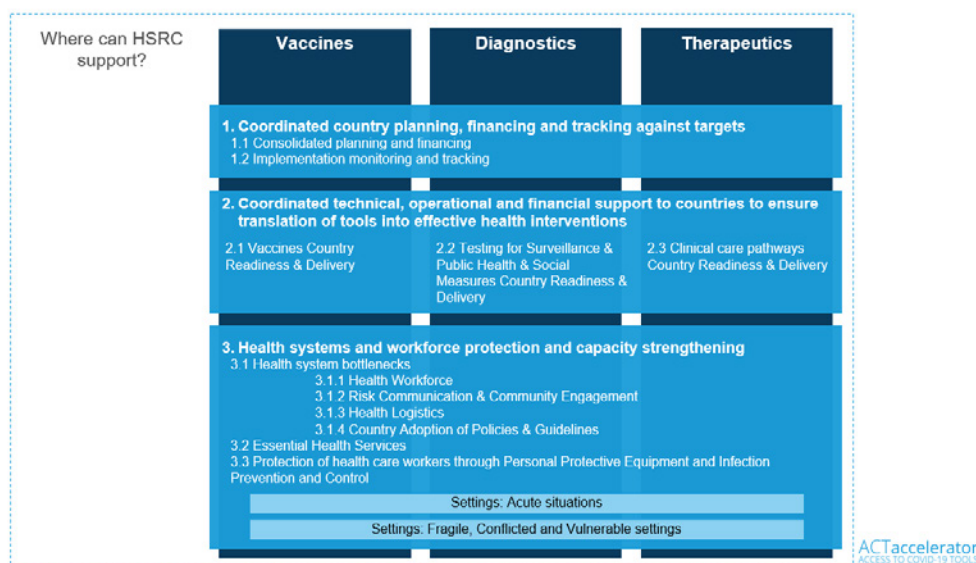 Where can HSRC
support?
Vaccines
Diagnostics
Therapeutics
1. Coordinated country planning, financing and tracking against targets
1.1 Consolidated planning and financing
1.2 Implementation monitoring and tracking
2. Coordinated technical, operational and financial support to countries to ensure
translation of tools into effective health interventions
2.1 Vaccines Country
Readiness & Delivery
2.2 Testing for Surveillance &
Public Health & Social
Measures Country Readiness &
Delivery
2.3 Clinical care pathways
Country Readiness & Delivery
3. Health systems and workforce protection and capacity strengthening
3.1 Health system bottlenecks
3.1.1 Health Workforce
3.1.2 Risk Communication & Community Engagement
3.1.3 Health Logistics
3.1.4 Country Adoption of Policies & Guidelines
3.2 Essential Health Services
3.3 Protection of health care workers through Personal Protective Equipment and Infection
Prevention and Control
Settings: Acute situations
Settings: Fragile, Conflicted and Vulnerable settings
ACTaccelerator
ACCESS TO COVID-19 TOOLS